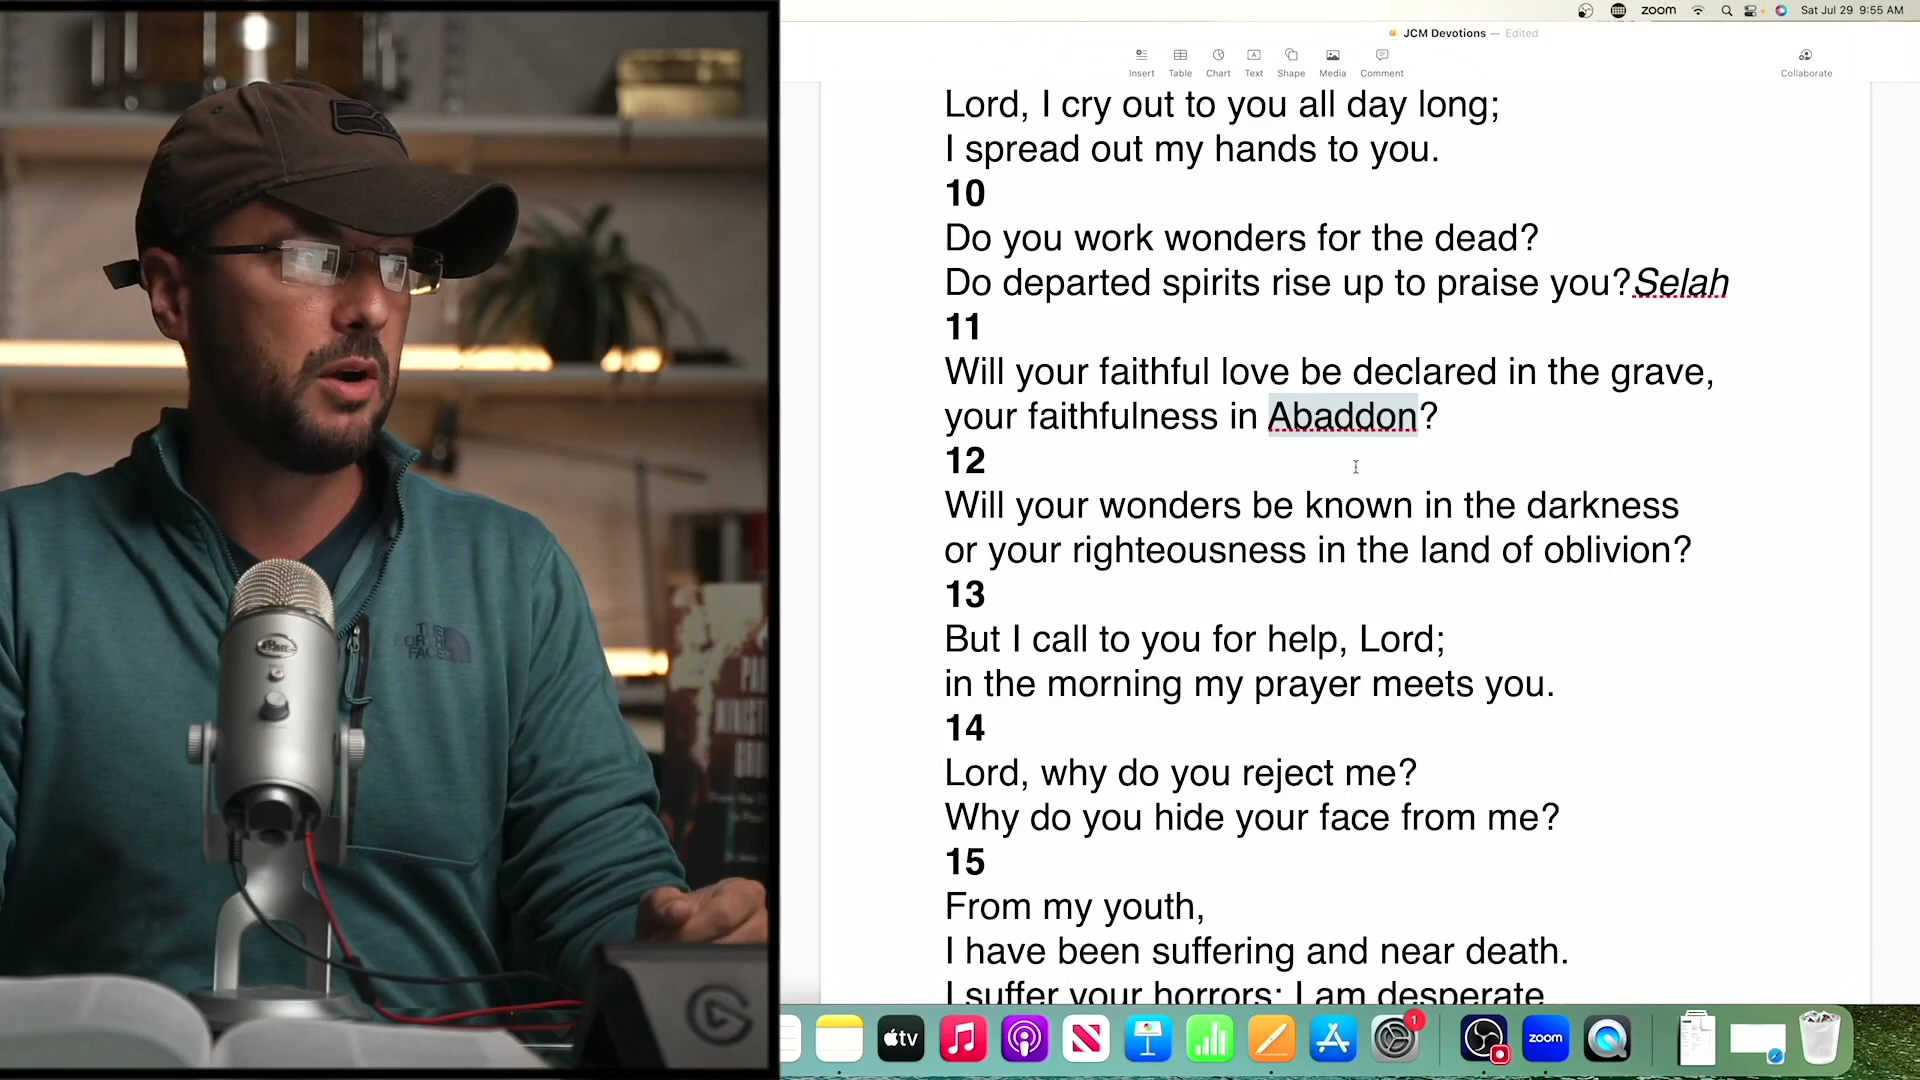 zoom
Sat Jul 29 9:55 AM
JCM Devotions — Edited
Insert
Table
Chart
Text
Shape
Media
Comment
Collaborate
Lord, I cry out to you all day long;
I spread out my hands to you.
10
Do you work wonders for the dead?
Do departed spirits rise up to praise you?Selah
11
Will your faithful love be declared in the grave,
your faithfulness in Abaddon?
12
Will your wonders be known in the darkness
or your righteousness in the land of oblivion?
13
But I call to you for help, Lord;
in the morning my prayer meets you.
14
Lord, why do you reject me?
Why do you hide your face from me?
15
From my youth,
I have been suffering and near death.
I suffer your horrors; I am desperate
THE
NORTH
FACE
tv
1
zoom